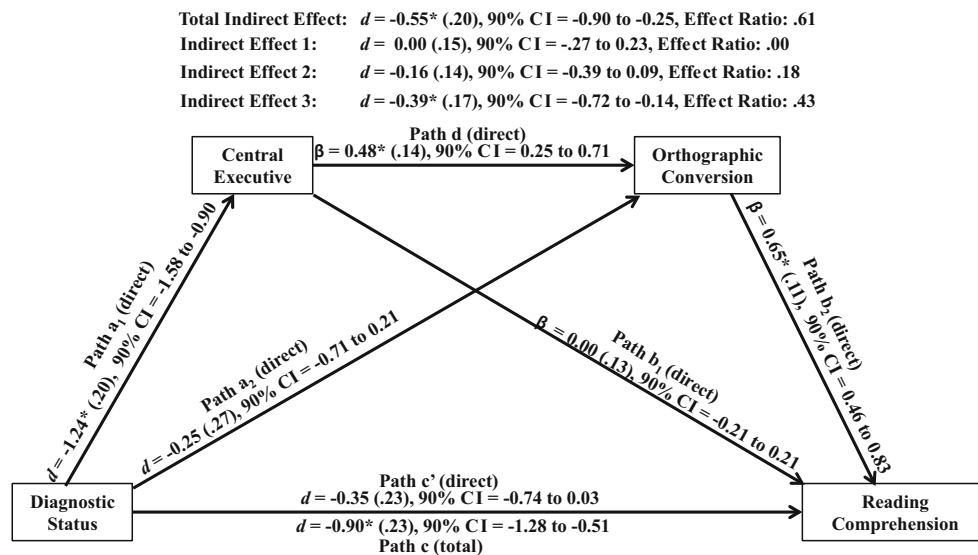 Total Indirect Effect: d = -0.55* (.20), 90% CI = -0.90 to -0.25, Effect Ratio: .61
Indirect Effect 1: d = 0.00 (.15), 90% CI = -.27 to 0.23, Effect Ratio: .00
Indirect Effect 2: d = -0.16 (.14), 90% CI = -0.39 to 0.09, Effect Ratio: .18
Indirect Effect 3: d = -0.39* (.17), 90% CI = -0.72 to -0.14, Effect Ratio: .43
Path d (direct)
β = 0.48* (.14), 90% CI = 0.25 to 0.71
Central
Executive
Orthographic
Conversion
Path a₁ (direct)
d = -1.24* (.20), 90% CI = -1.58 to -0.90
Path a₂ (direct)
d = -0.25 (.27), 90% CI = -0.71 to 0.21
Path b₁ (direct)
β = 0.00 (.13), 90% CI = -0.21 to 0.21
Path b₂ (direct)
β = 0.65* (.11), 90% CI = 0.46 to 0.83
Diagnostic
Status
Path c' (direct)
d = -0.35 (.23), 90% CI = -0.74 to 0.03
d = -0.90* (.23), 90% CI = -1.28 to -0.51
Path c (total)
Reading
Comprehension